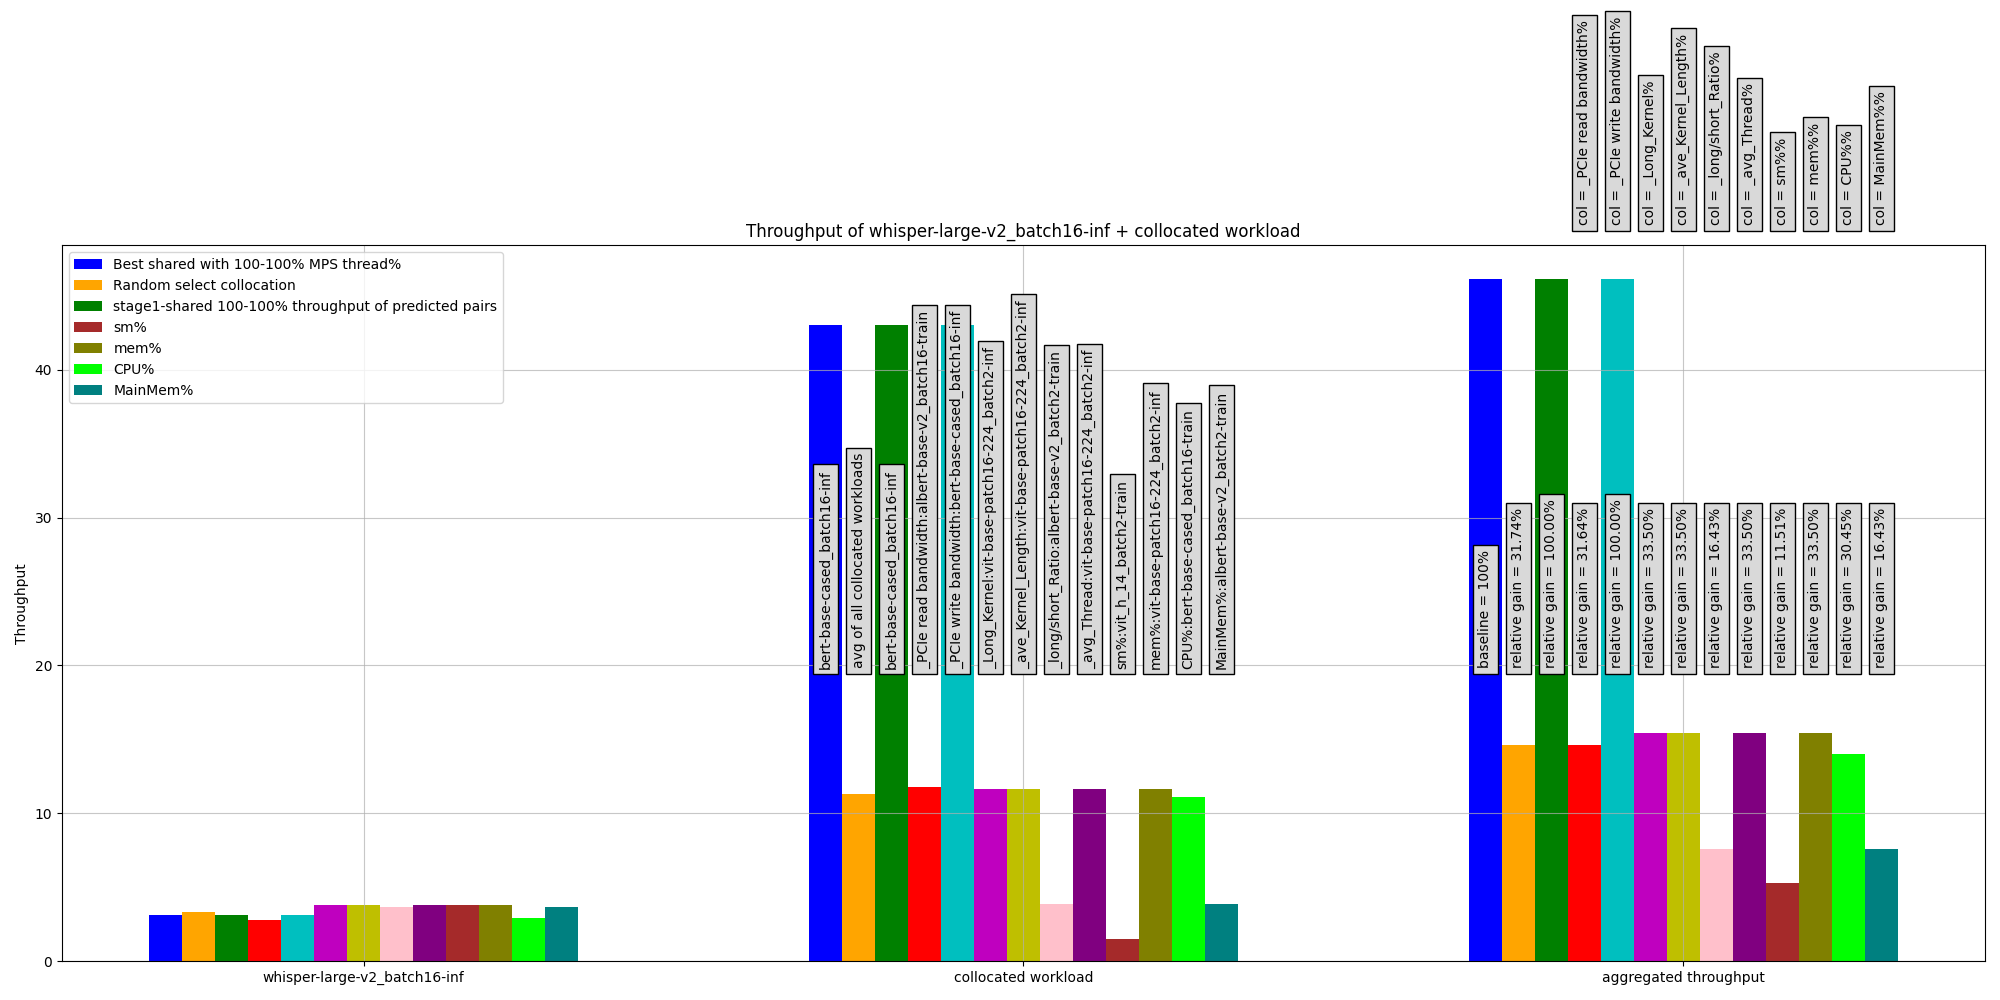 col = _PCIe read bandwidth%
col = _PCIe write bandwidth%
col = _Long_Kernel%
col = _ave_Kernel_Length%
col = _long/short_Ratio%
col = _avg_Thread%
col = sm%%
col = mem%%
col = CPU%%
col = MainMem%%
Throughput of whisper-large-v2_batch16-inf + collocated workload
Best shared with 100-100% MPS thread%
Random select collocation
stage1-shared 100-100% throughput of predicted pairs
sm%
mem%
CPU%
MainMem%
Throughput
40
30
20
10
0
bert-base-cased_batch16-inf
avg of all collocated workloads
bert-base-cased_batch16-inf
_PCIe read bandwidth:albert-base-v2_batch16-train
_PCIe write bandwidth:bert-base-cased_batch16-inf
_Long_Kernel:vit-base-patch16-224_batch2-inf
_ave_Kernel_Length:vit-base-patch16-224_batch2-inf
_long/short_Ratio:albert-base-v2_batch2-train
_avg_Thread:vit-base-patch16-224_batch2-inf
sm%:vit_h_14_batch2-train
mem%:vit-base-patch16-224_batch2-inf
CPU%:bert-base-cased_batch16-train
MainMem%:albert-base-v2_batch2-train
baseline = 100%
relative gain = 31.74%
relative gain = 100.00%
relative gain = 31.64%
relative gain = 100.00%
relative gain = 33.50%
relative gain = 33.50%
relative gain = 16.43%
relative gain = 33.50%
relative gain = 11.51%
relative gain = 33.50%
relative gain = 30.45%
relative gain = 16.43%
whisper-large-v2_batch16-inf
collocated workload
aggregated throughput